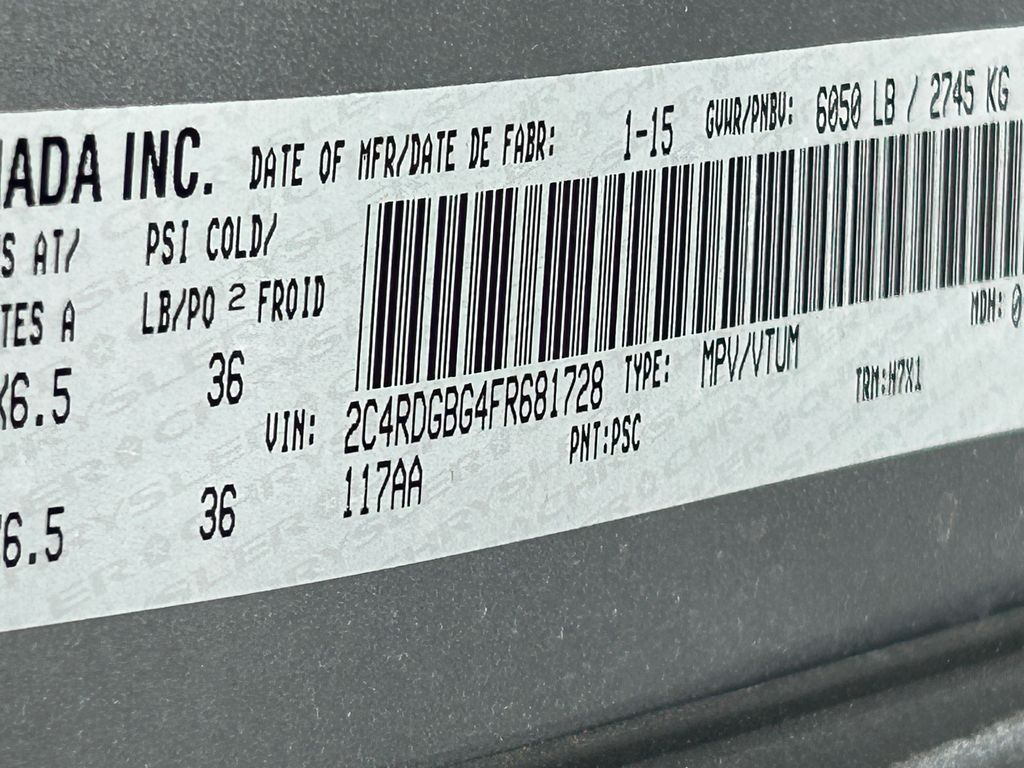 NADA INC. DATE OF MFR/DATE DE FABR: 1-15 GVWR/PNBV: 6050 LB / 2745 KG
S AT/ PSI COLD/
TES A LB/PO 2 FROID
X6.5 36
VIN: 2C4RDGBG4FR681728 TYPE: MPV/VTUM MDH: 0
117AA PNT:PSC TRM:
6.5 36